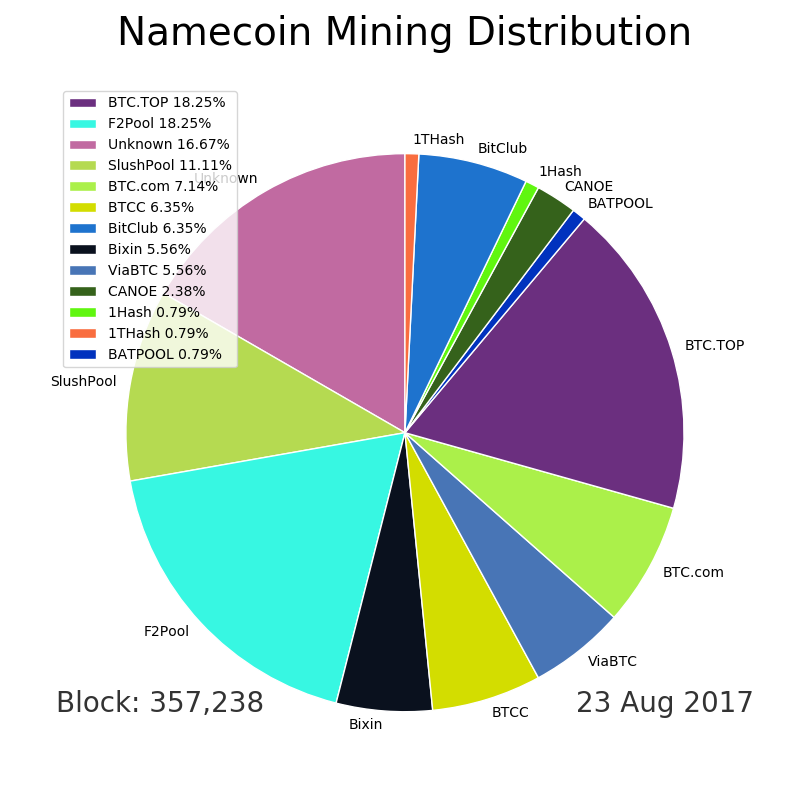 Namecoin Mining Distribution
BTC.TOP 18.25%
F2Pool 18.25%
Unknown 16.67%
SlushPool 11.11%
BTC.com 7.14%
BTCC 6.35%
BitClub 6.35%
Bixin 5.56%
ViaBTC 5.56%
CANOE 2.38%
1Hash 0.79%
1THash 0.79%
BATPOOL 0.79%
1THash
BitClub
1Hash
CANOE
BATPOOL
Unknown
BTC.TOP
SlushPool
BTC.com
F2Pool
ViaBTC
BTCC
Bixin
Block: 357,238
23 Aug 2017